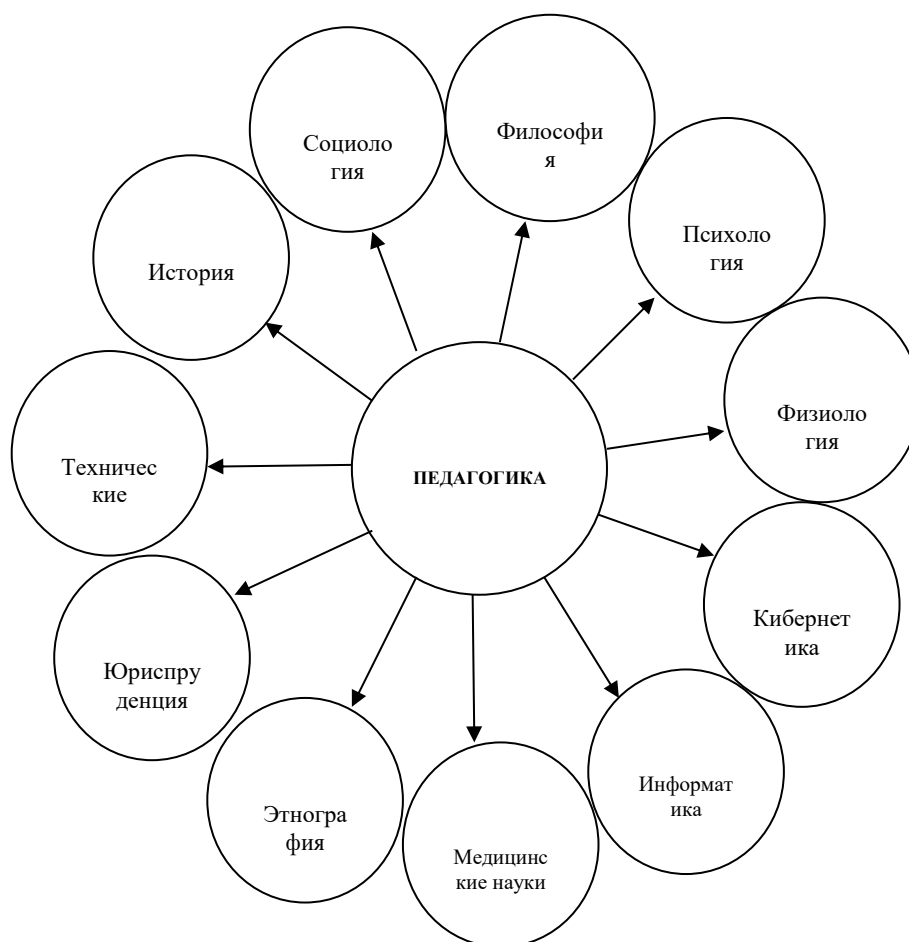 Философи
я
Социоло
гия
Психоло
гия
История
Физиоло
гия
Техничес
кие
ПЕДАГОГИКА
Кибернет
ика
Юриспру
денция
Информат
ика
Этногра
фия
Медицинс
кие науки